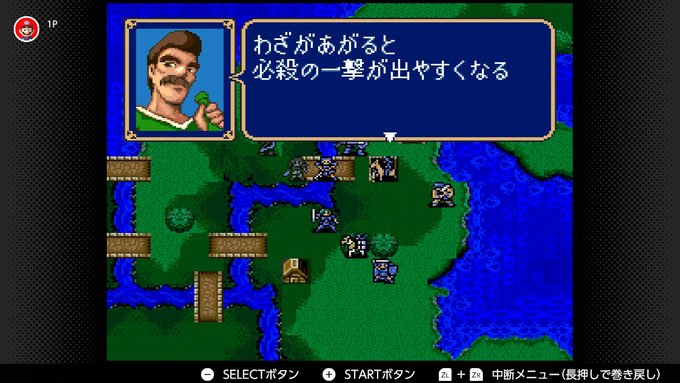 1P
わざがあがると
必殺の一撃が出やすくなる
SELECTボタン
STARTボタン
ZL + ZR 中断メニュー(長押しで巻き戻し)